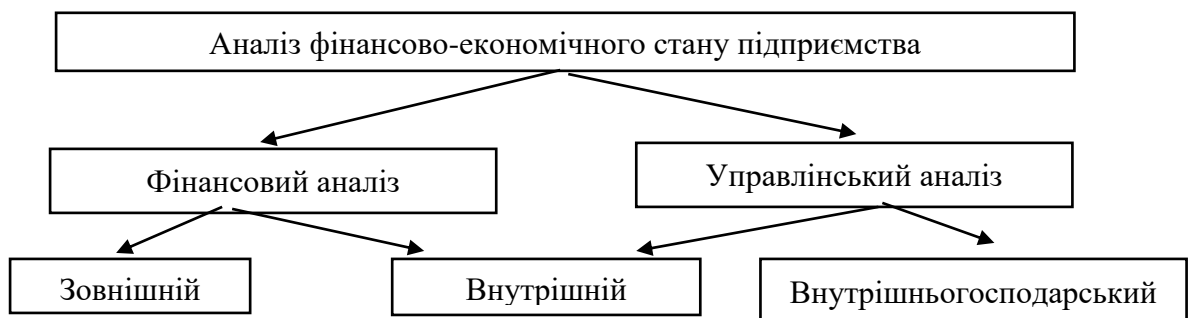 Аналіз фінансово-економічного стану підприємства
Фінансовий аналіз
Управлінський аналіз
Зовнішній
Внутрішній
Внутрішньогосподарський